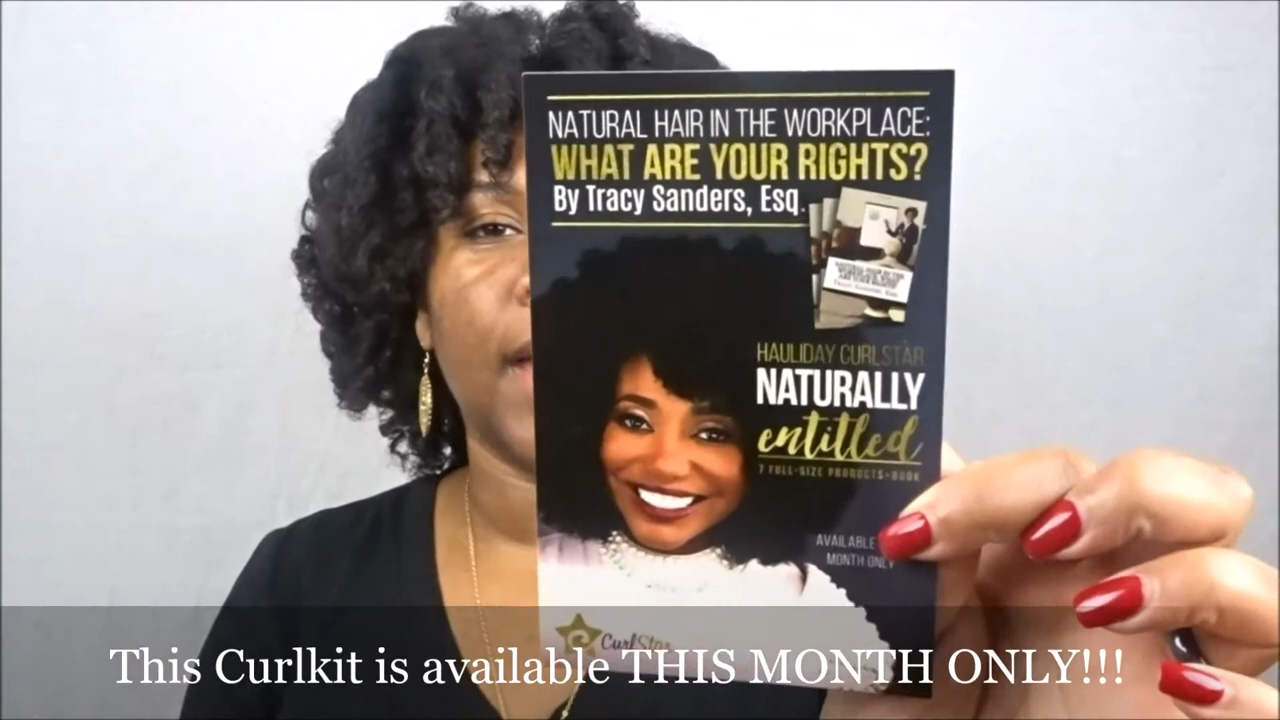 NATURAL HAIR IN THE WORKPLACE:
WHAT ARE YOUR RIGHTS?
By Tracy Sanders, Esq.
HAULIDAY CURLSTAR
NATURALLY
entitled
7 FULL-SIZE PRODUCTS+BOOK
AVAILABLE
MONTH ONLY
CurlStar
This Curlkit is available THIS MONTH ONLY!!!